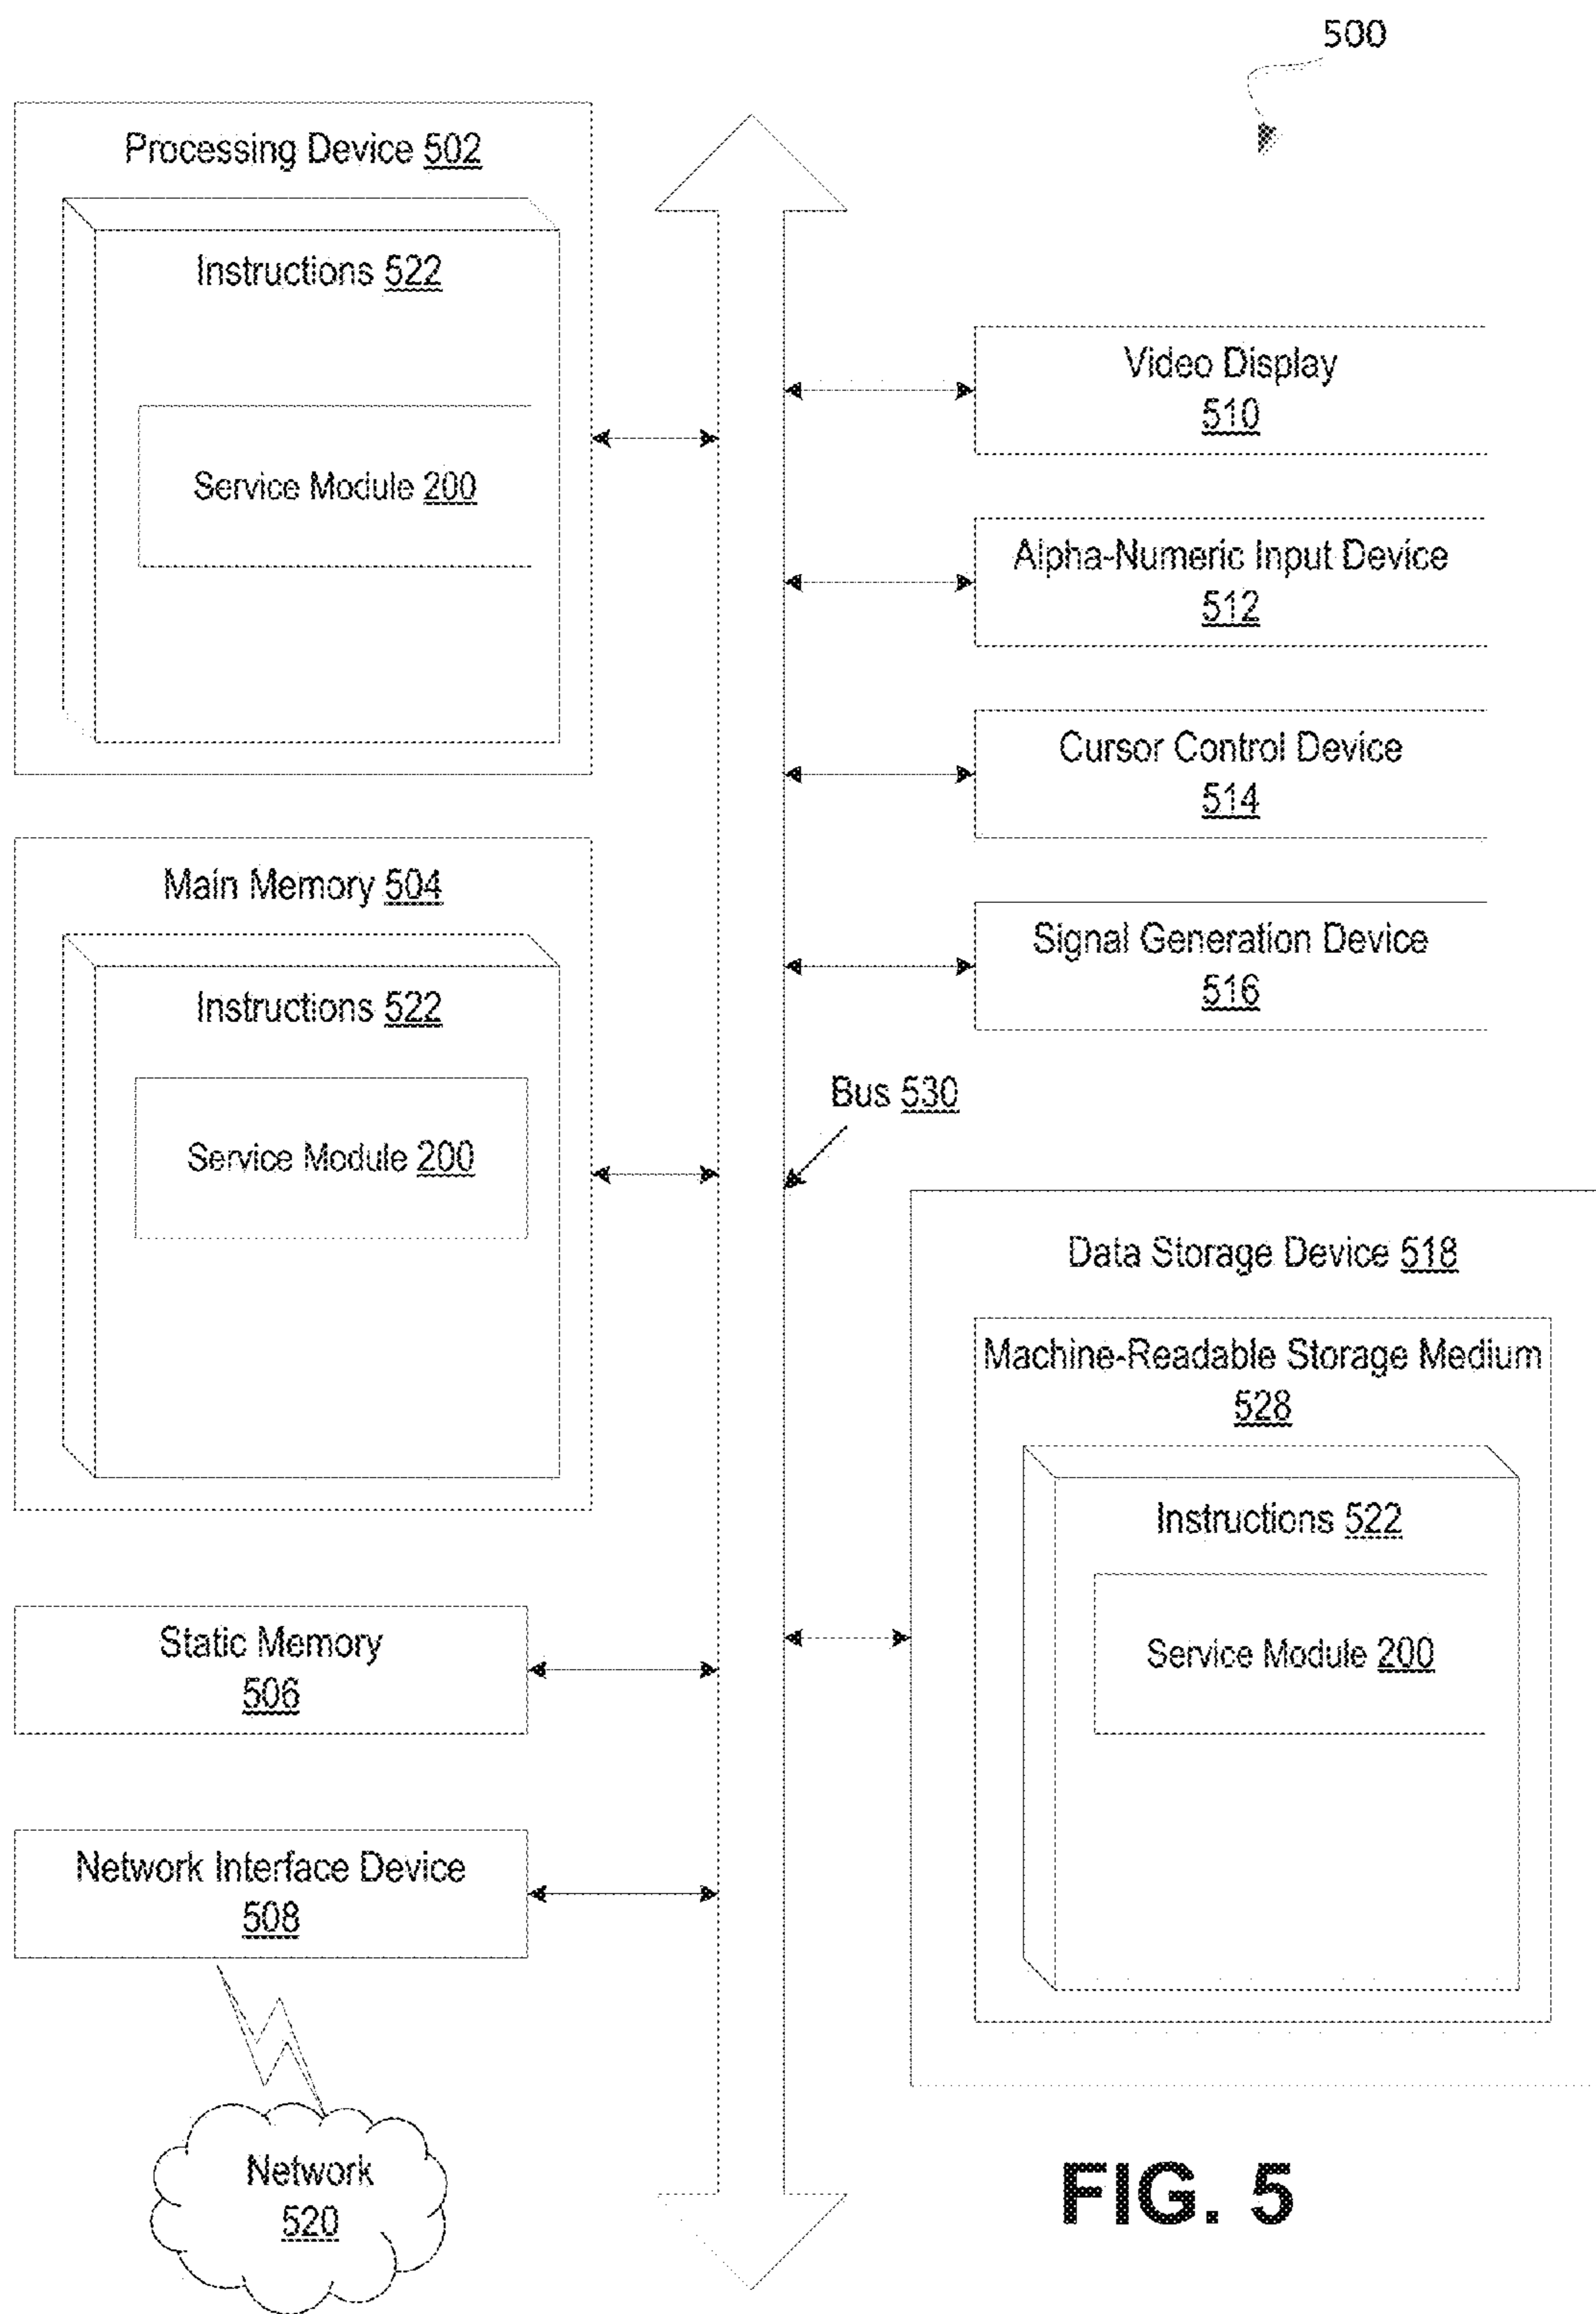 500
Processing Device 502
Instructions 522
Service Module 200
Main Memory 504
Instructions 522
Service Module 200
Static Memory
506
Network Interface Device
508
Network
520
Video Display
510
Alpha-Numeric Input Device
512
Cursor Control Device
514
Signal Generation Device
516
Bus 530
Data Storage Device 518
Machine-Readable Storage Medium
528
Instructions 522
Service Module 200
FIG. 5